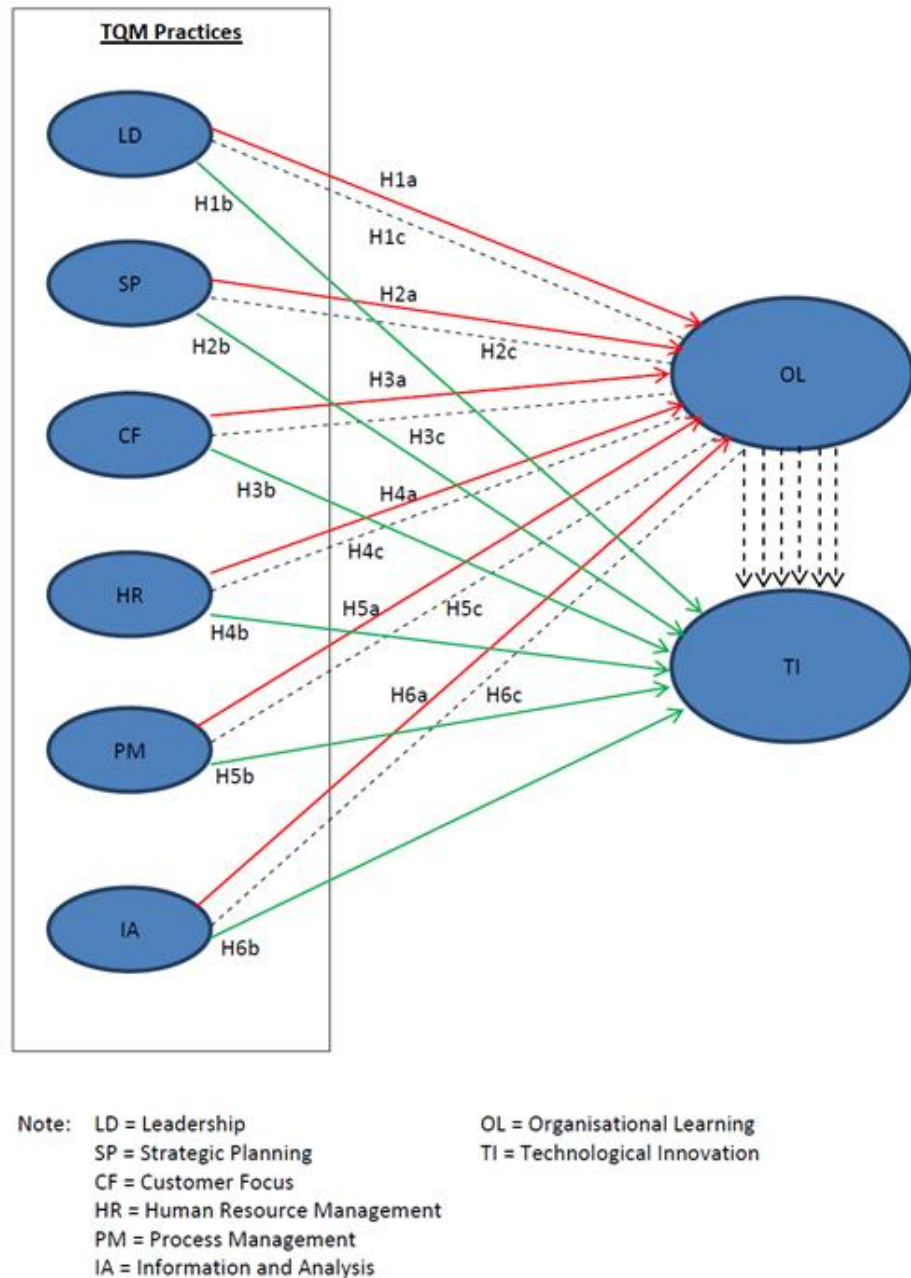 TQM Practices
LD
H1a
H1b
H1c
SP
H2a
H2b
H2c
OL
H3a
CF
H3c
H3b
H4a
H4c
HR
H5a
H5c
H4b
TI
H6a
H6c
PM
H5b
IA
H6b
Note: LD = Leadership
OL = Organisational Learning
SP = Strategic Planning
TI = Technological Innovation
CF = Customer Focus
HR = Human Resource Management
PM = Process Management
IA = Information and Analysis